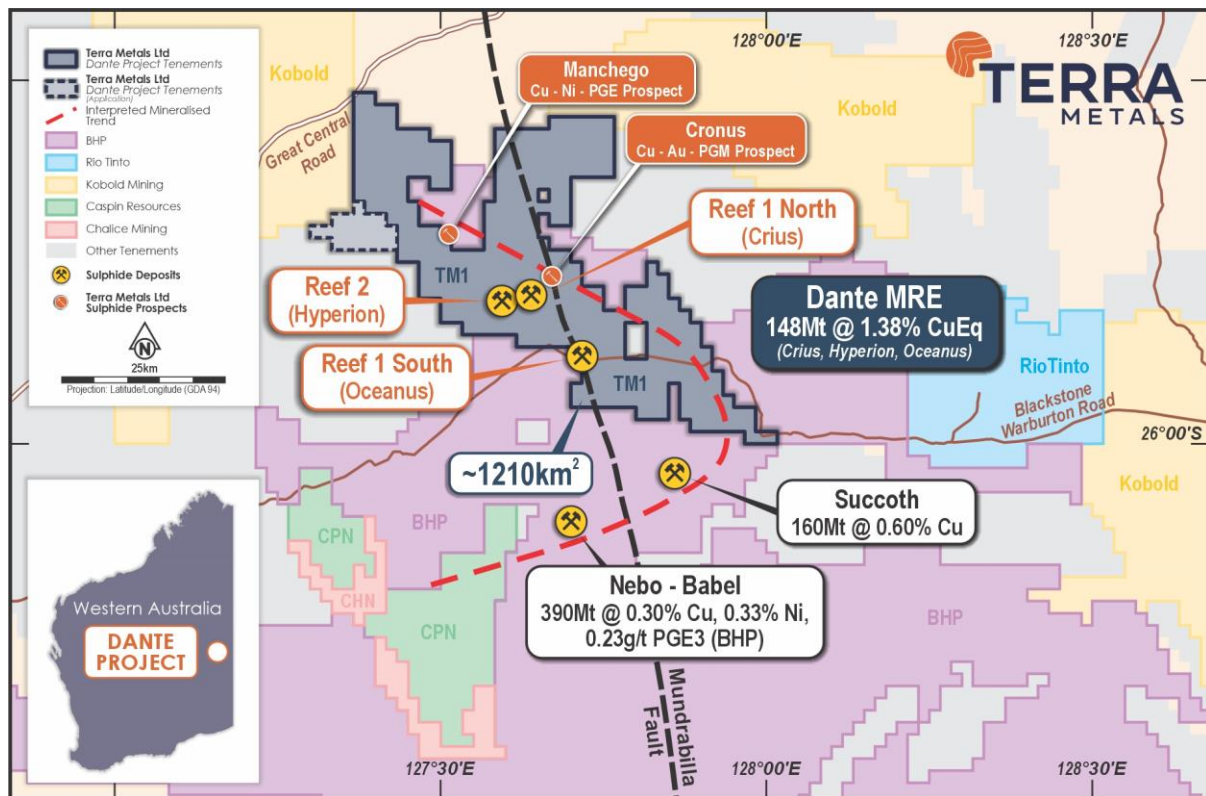 Terra Metals Ltd
Dante Project Tenements
Terra Metals Ltd
Dante Project Tenements
(Application)
Interpreted Mineralised
Trend
BHP
Rio Tinto
Kobold Mining
Caspin Resources
Chalice Mining
Other Tenements
Sulphide Deposits
Terra Metals Ltd
Sulphide Prospects
N
25km
Projection: Latitude/Longitude (GDA 94)
128°00'E
128°30'E
TERRA
METALS
Kobold
Kobold
Great Central
Road
Manchego
Cu - Ni - PGE Prospect
Cronus
Cu - Au - PGM Prospect
Reef 1 North
(Crius)
TM1
Reef 2
(Hyperion)
Dante MRE
148Mt @ 1.38% CuEq
(Crius, Hyperion, Oceanus)
Reef 1 South
(Oceanus)
TM1
RioTinto
Blackstone
Warburton Road
26°00'S
~1210km²
Kobold
Succoth
160Mt @ 0.60% Cu
BHP
CPN
CHN
CPN
Nebo - Babel
390Mt @ 0.30% Cu, 0.33% Ni,
0.23g/t PGE3 (BHP)
BHP
Western Australia
DANTE
PROJECT
Mundrabilla
Fault
127°30'E
128°00'E
128°30'E